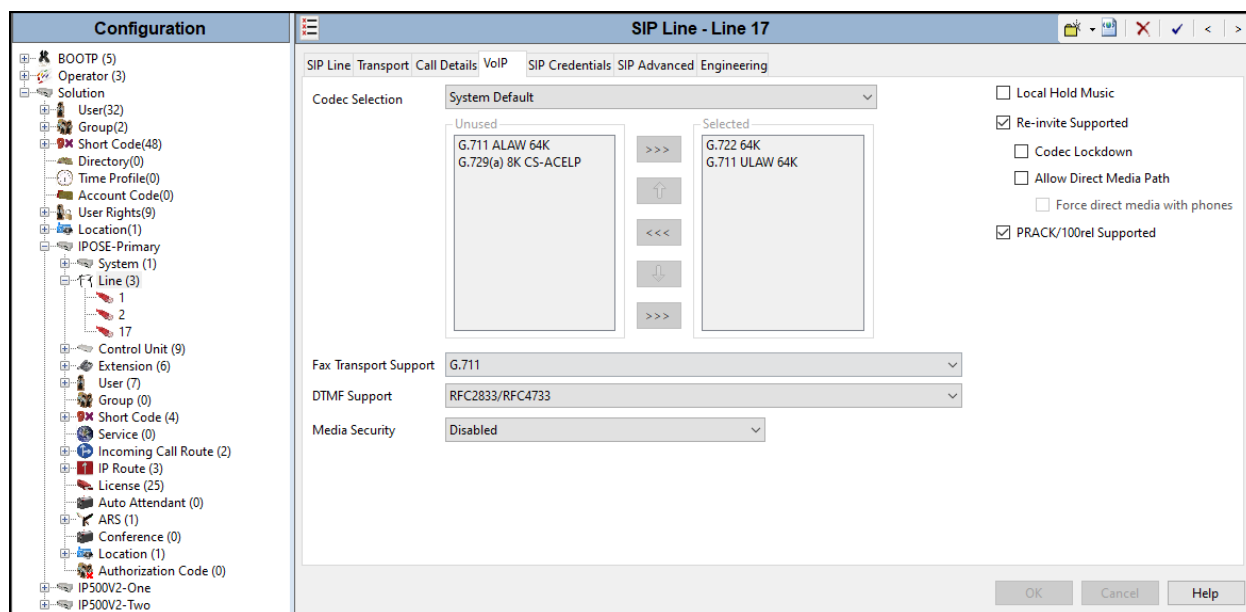 Configuration
BOOTP (5)
Operator (3)
Solution
User(32)
Group(2)
Short Code(48)
Directory(0)
Time Profile(0)
Account Code(0)
User Rights(9)
Location(1)
IPOSE-Primary
System (1)
Line (3)
1
2
17
Control Unit (9)
Extension (6)
User (7)
Group (0)
Short Code (4)
Service (0)
Incoming Call Route (2)
IP Route (3)
License (25)
Auto Attendant (0)
ARS (1)
Conference (0)
Location (1)
Authorization Code (0)
IP500V2-One
IP500V2-Two
SIP Line - Line 17
SIP Line Transport Call Details VoIP SIP Credentials SIP Advanced Engineering
Codec Selection System Default
Unused
G.711 ALAW 64K
G.729(a) 8K CS-ACELP
>>>
<<<
>>>
Selected
G.722 64K
G.711 ULAW 64K
Local Hold Music
Re-invite Supported
Codec Lockdown
Allow Direct Media Path
Force direct media with phones
PRACK/100rel Supported
Fax Transport Support G.711
DTMF Support RFC2833/RFC4733
Media Security Disabled
OK Cancel Help